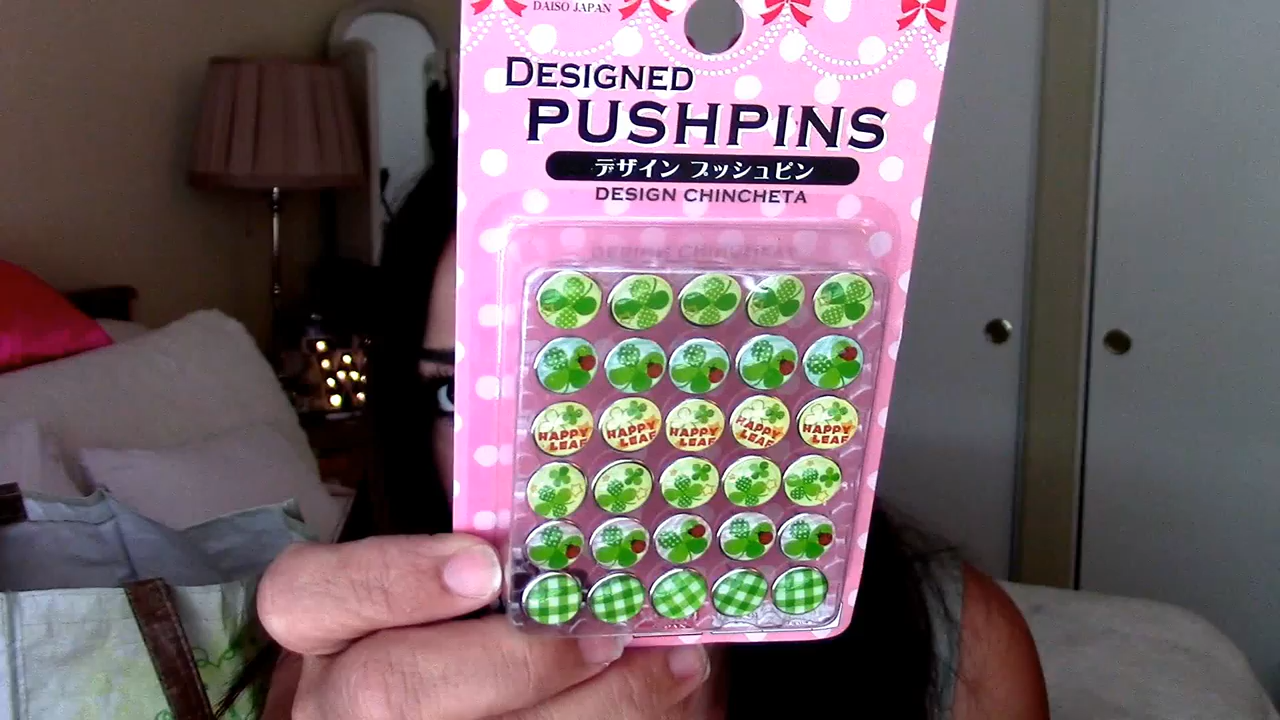 DAISO JAPAN
DESIGNED
PUSHPINS
デザイン プッシュピン
DESIGN CHINCHETA
HAPPY LEAF HAPPY LEAF HAPPY LEAF HAPPY LEAF HAPPY LEAF